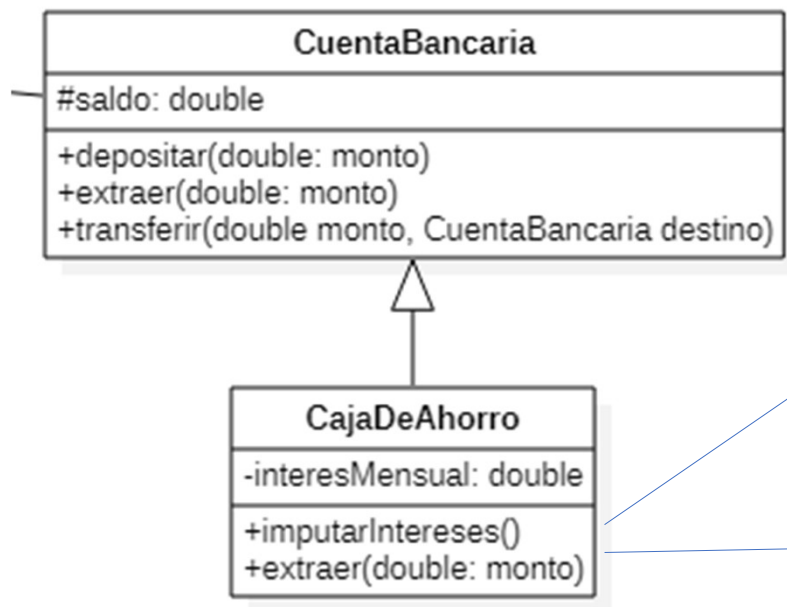 CuentaBancaria
#saldo: double
+depositar(double: monto)
+extraer(double: monto)
+transferir(double monto, CuentaBancaria destino)
CajaDeAhorro
-interesMensual: double
+imputarIntereses()
+extraer(double: monto)